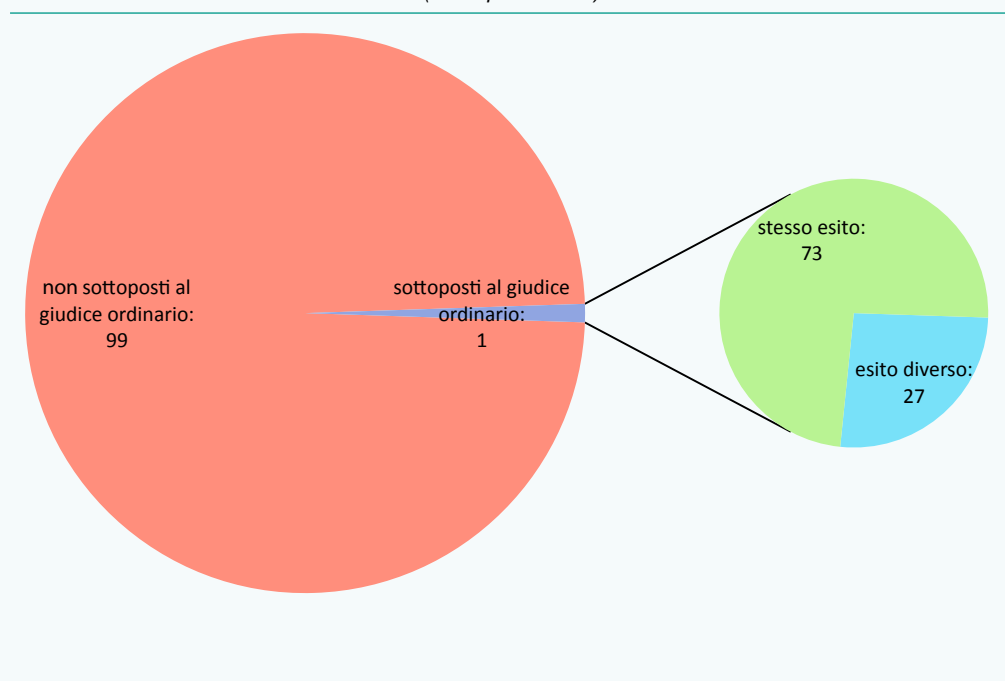 non sottoposti al
giudice ordinario:
99
sottoposti al giudice
ordinario:
1
stesso esito:
73
esito diverso:
27